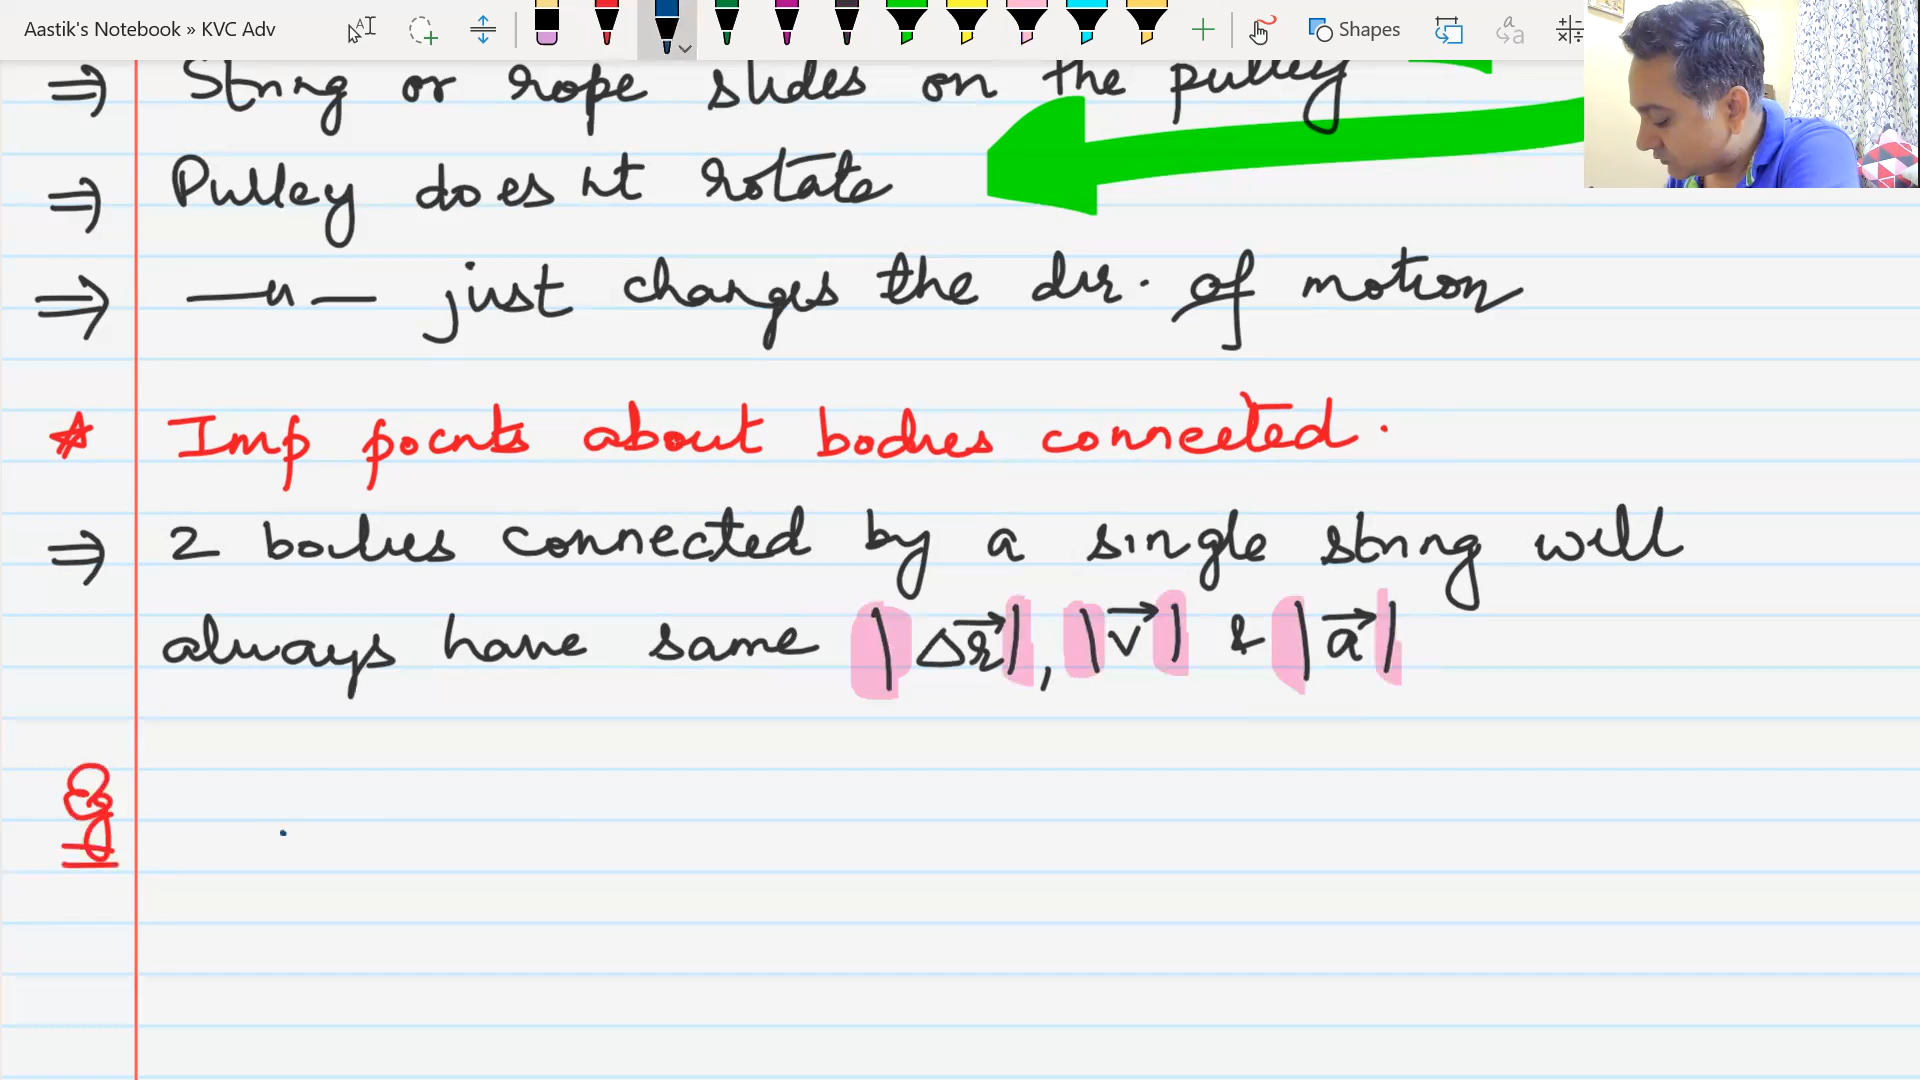 Aastik's Notebook » KVC Adv
Shapes
⇒ String or rope slides on the pulley
⇒ Pulley doesn't rotate
⇒ —"— just changes the dir. of motion
☆ Imp points about bodies connected.
⇒ 2 bodies connected by a single string will
always have same |Δr⃗|, |v⃗| & |a⃗|
Eg